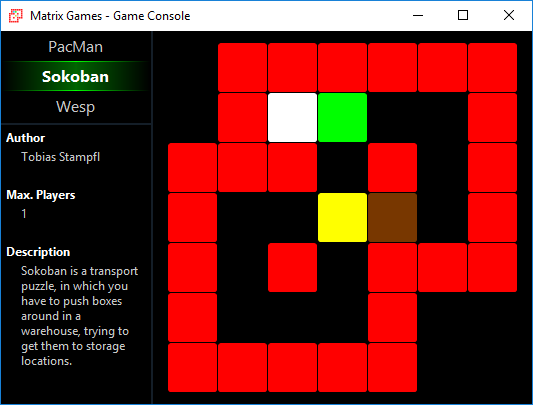 Matrix Games - Game Console
PacMan
Sokoban
Wesp
Author
Tobias Stampfl
Max. Players
1
Description
Sokoban is a transport
puzzle, in which you
have to push boxes
around in a
warehouse, trying to
get them to storage
locations.